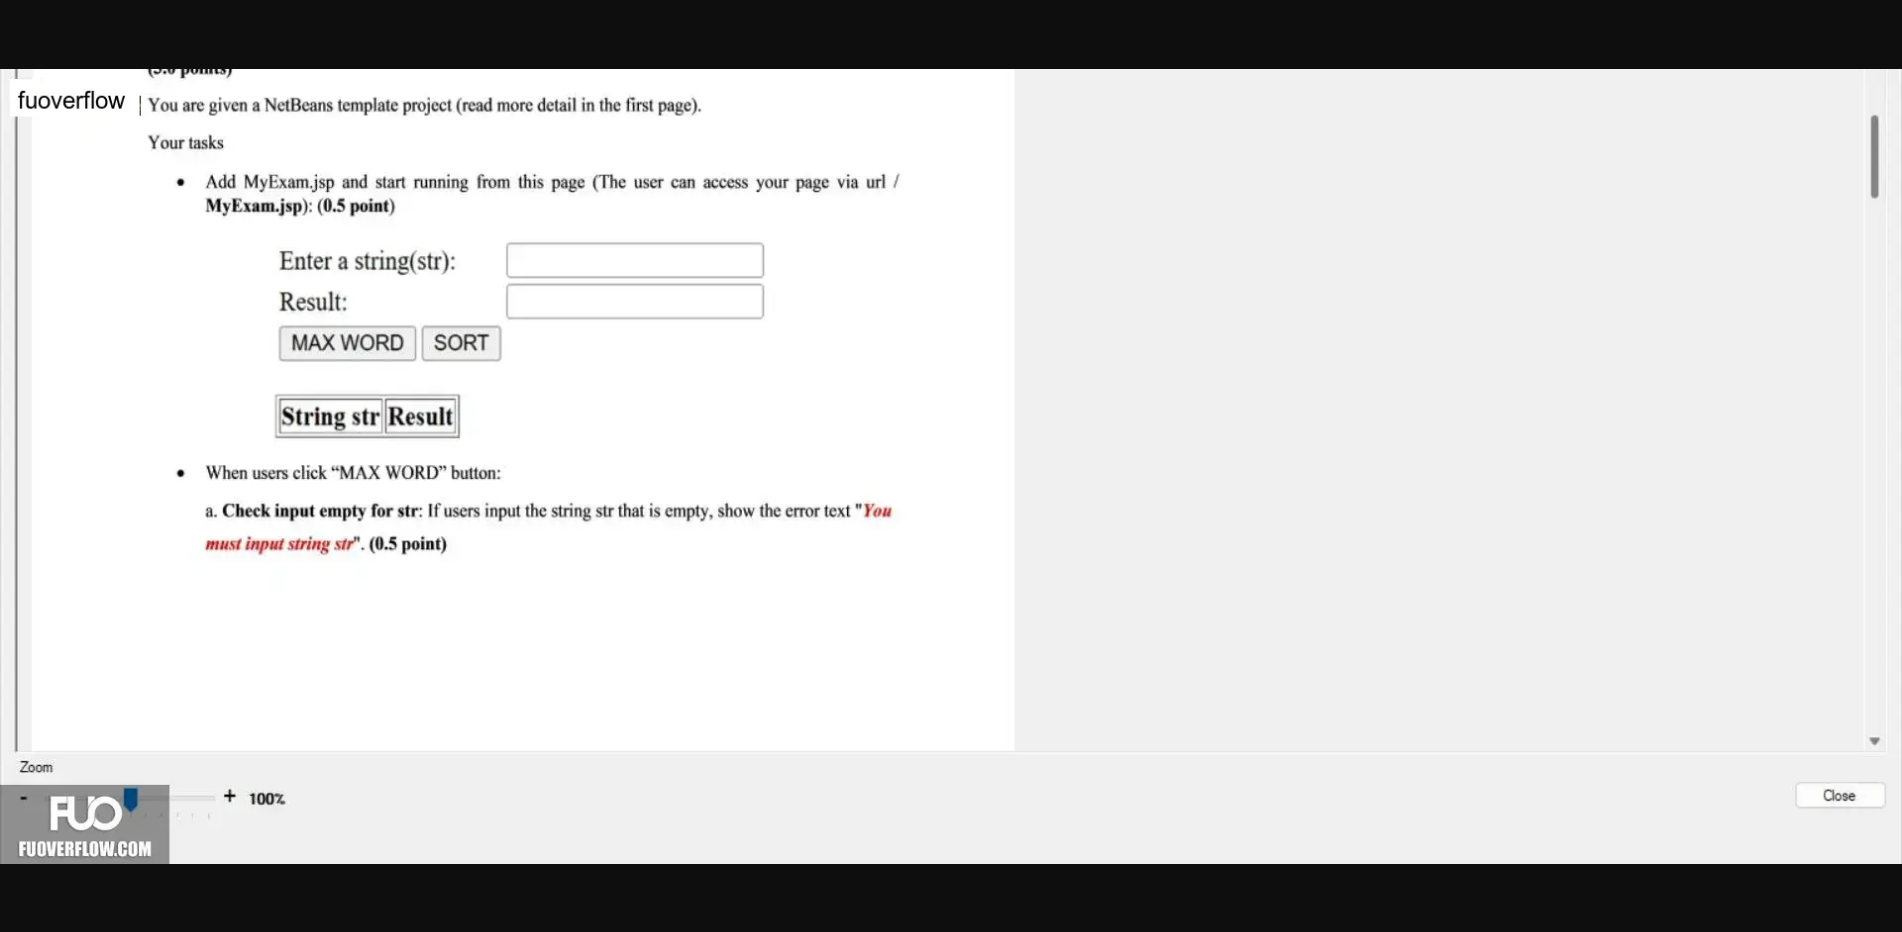 (5.0 points)
fuoverflow
You are given a NetBeans template project (read more detail in the first page).
Your tasks
• Add MyExam.jsp and start running from this page (The user can access your page via url /
MyExam.jsp): (0.5 point)
Enter a string(str):
Result:
MAX WORD SORT
String str Result
• When users click “MAX WORD” button:
a. Check input empty for str: If users input the string str that is empty, show the error text "You
must input string str". (0.5 point)
Zoom
- + 100%
Close
FUO
FUOVERFLOW.COM